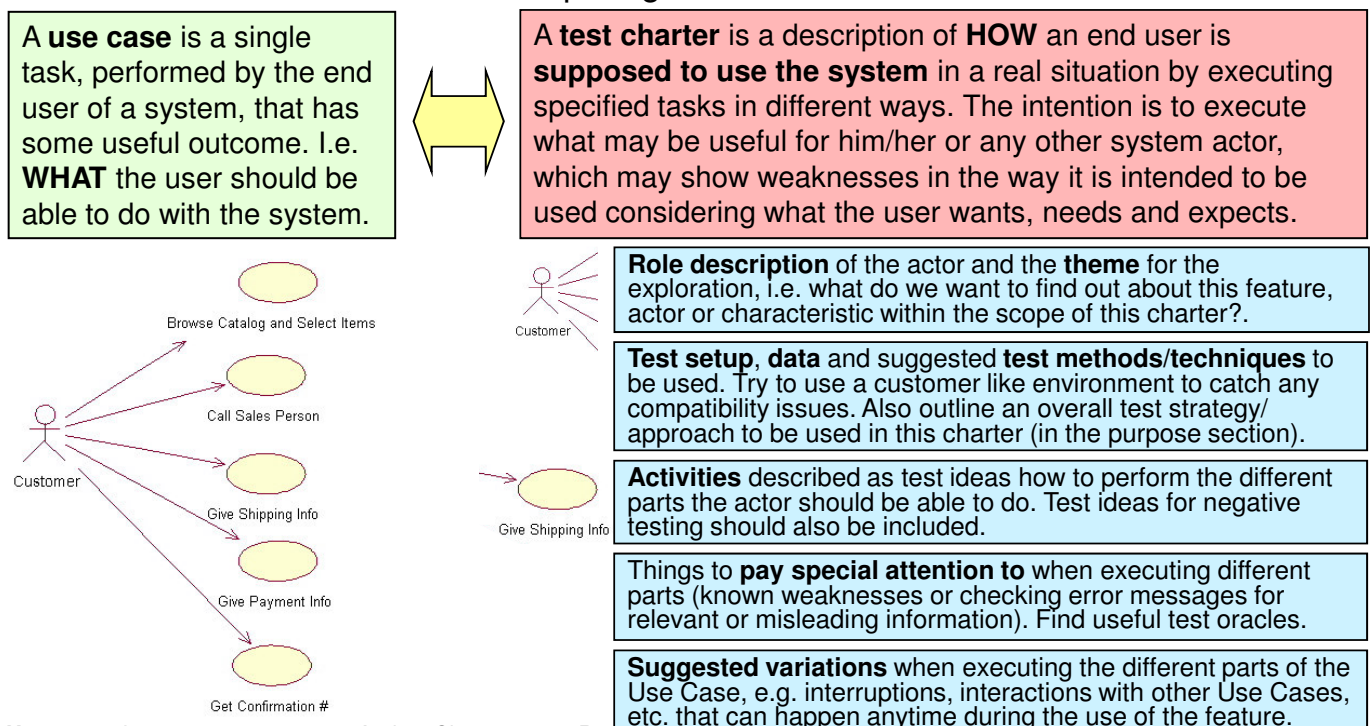 A use case is a single
task, performed by the end
user of a system, that has
some useful outcome. I.e.
WHAT the user should be
able to do with the system.
A test charter is a description of HOW an end user is
supposed to use the system in a real situation by executing
specified tasks in different ways. The intention is to execute
what may be useful for him/her or any other system actor,
which may show weaknesses in the way it is intended to be
used considering what the user wants, needs and expects.
Browse Catalog and Select Items
Call Sales Person
Customer
Give Shipping Info
Give Payment Info
Get Confirmation #
Customer
Role description of the actor and the theme for the
exploration, i.e. what do we want to find out about this feature,
actor or characteristic within the scope of this charter?.
Test setup, data and suggested test methods/techniques to
be used. Try to use a customer like environment to catch any
compatibility issues. Also outline an overall test strategy/
approach to be used in this charter (in the purpose section).
Give Shipping Info
Activities described as test ideas how to perform the different
parts the actor should be able to do. Test ideas for negative
testing should also be included.
Things to pay special attention to when executing different
parts (known weaknesses or checking error messages for
relevant or misleading information). Find useful test oracles.
Suggested variations when executing the different parts of the
Use Case, e.g. interruptions, interactions with other Use Cases,
etc. that can happen anytime during the use of the feature.